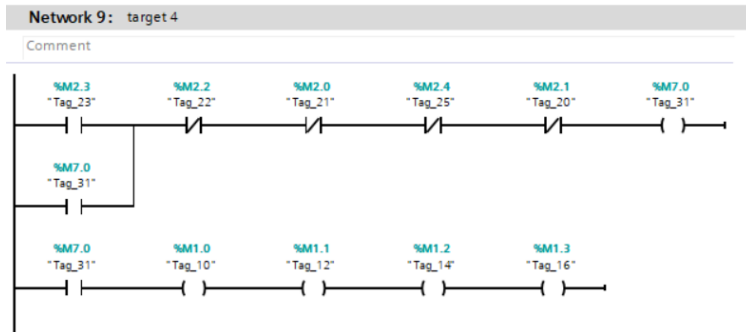 Network 9: target 4
Comment
%M2.3 %M2.2 %M2.0 %M2.4 %M2.1 %M7.0
"Tag_23" "Tag_22" "Tag_21" "Tag_25" "Tag_20" "Tag_31"
%M7.0
"Tag_31"
%M7.0 %M1.0 %M1.1 %M1.2 %M1.3
"Tag_31" "Tag_10" "Tag_12" "Tag_14" "Tag_16"